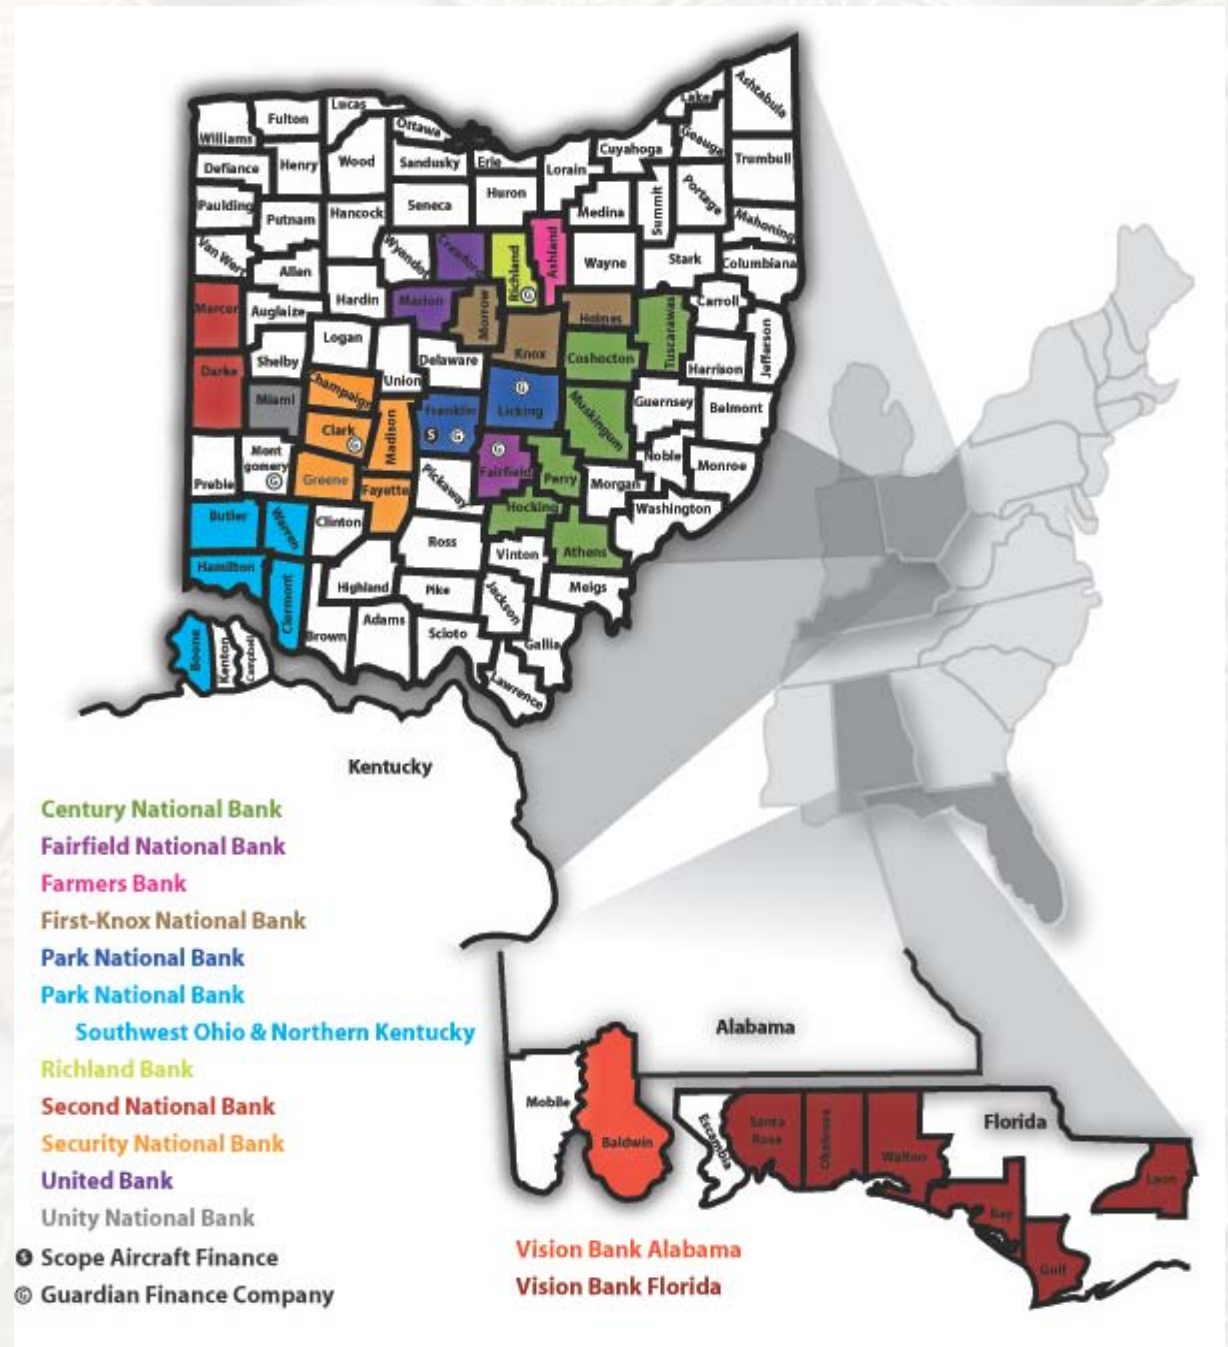 Ashtabula
Lake
Geauga
Lucas
Fulton
Williams
Ottawa
Cuyahoga
Trumbull
Defiance
Henry
Wood
Sandusky
Erie
Lorain
Portage
Summit
Huron
Medina
Paulding
Putnam
Hancock
Seneca
Mahoning
Van Wert
Wyandot
Crawford
Richland
Ashland
Wayne
Stark
Columbiana
Allen
Mercer
Auglaize
Hardin
Marion
Morrow
Holmes
Tuscarawas
Carroll
Jefferson
Logan
Shelby
Delaware
Knox
Coshocton
Harrison
Darke
Champaign
Union
Miami
Franklin
Licking
Muskingum
Guernsey
Belmont
Clark
Madison
Noble
Monroe
Mont
gomery
Preble
Greene
Fayette
Pickaway
Fairfield
Perry
Morgan
Washington
Butler
Warren
Clinton
Hocking
Ross
Vinton
Athens
Hamilton
Clermont
Highland
Pike
Jackson
Meigs
Brown
Adams
Scioto
Gallia
Lawrence
Boone
Kenton
Campbell
Kentucky
Century National Bank
Fairfield National Bank
Farmers Bank
First-Knox National Bank
Park National Bank
Park National Bank
Southwest Ohio & Northern Kentucky
Richland Bank
Second National Bank
Security National Bank
United Bank
Unity National Bank
S Scope Aircraft Finance
G Guardian Finance Company
Alabama
Mobile
Baldwin
Escambia
Santa
Rosa
Okaloosa
Walton
Florida
Leon
Bay
Gulf
Vision Bank Alabama
Vision Bank Florida